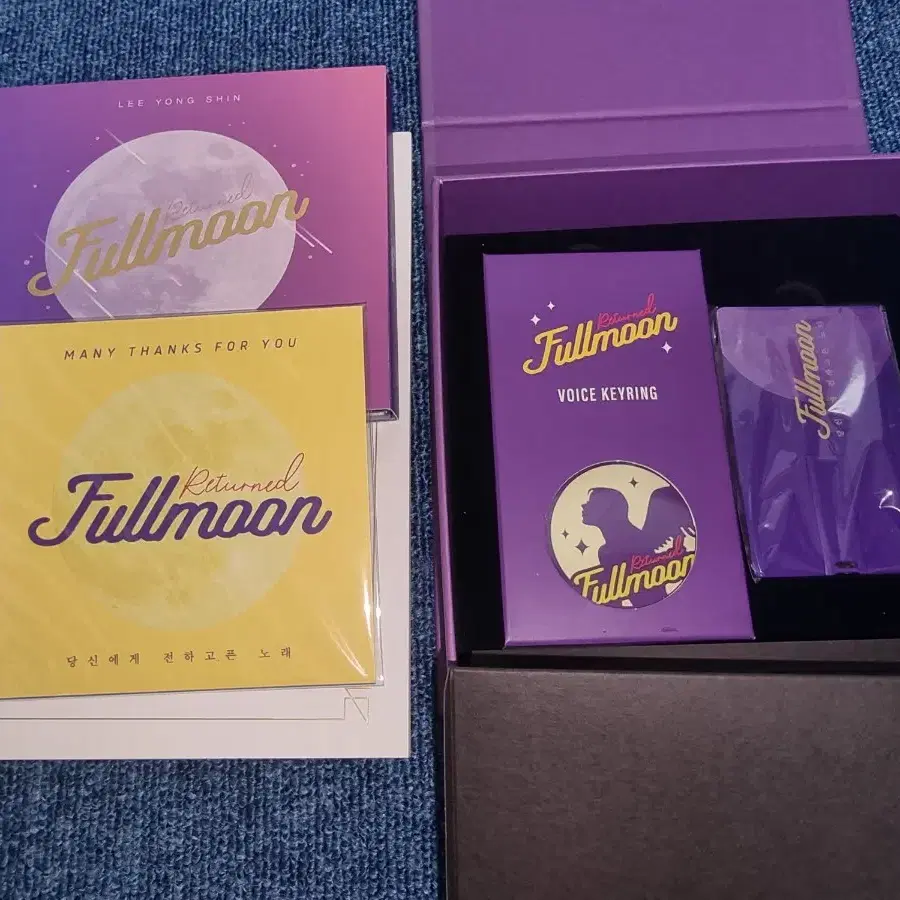 LEE YONG SHIN
Returned
Fullmoon
MANY THANKS FOR YOU
Returned
Fullmoon
당신에게 전하고픈 노래
Returned
Fullmoon
VOICE KEYRING
Returned
Fullmoon
Fullmoon